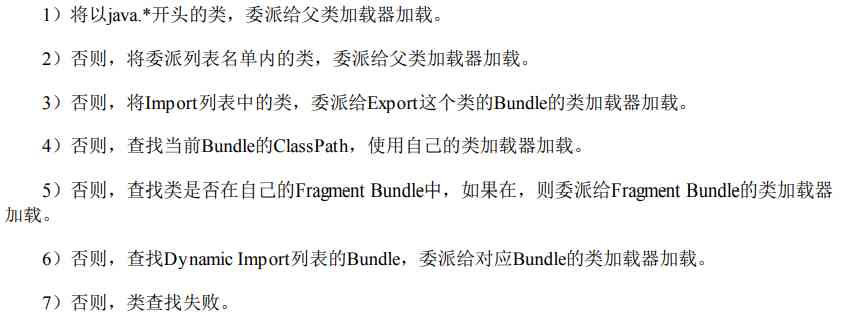 1）将以java.*开头的类，委派给父类加载器加载。
2）否则，将委派列表名单内的类，委派给父类加载器加载。
3）否则，将Import列表中的类，委派给Export这个类的Bundle的类加载器加载。
4）否则，查找当前Bundle的ClassPath，使用自己的类加载器加载。
5）否则，查找类是否在自己的Fragment Bundle中，如果在，则委派给Fragment Bundle的类加载器
加载。
6）否则，查找Dynamic Import列表的Bundle，委派给对应Bundle的类加载器加载。
7）否则，类查找失败。